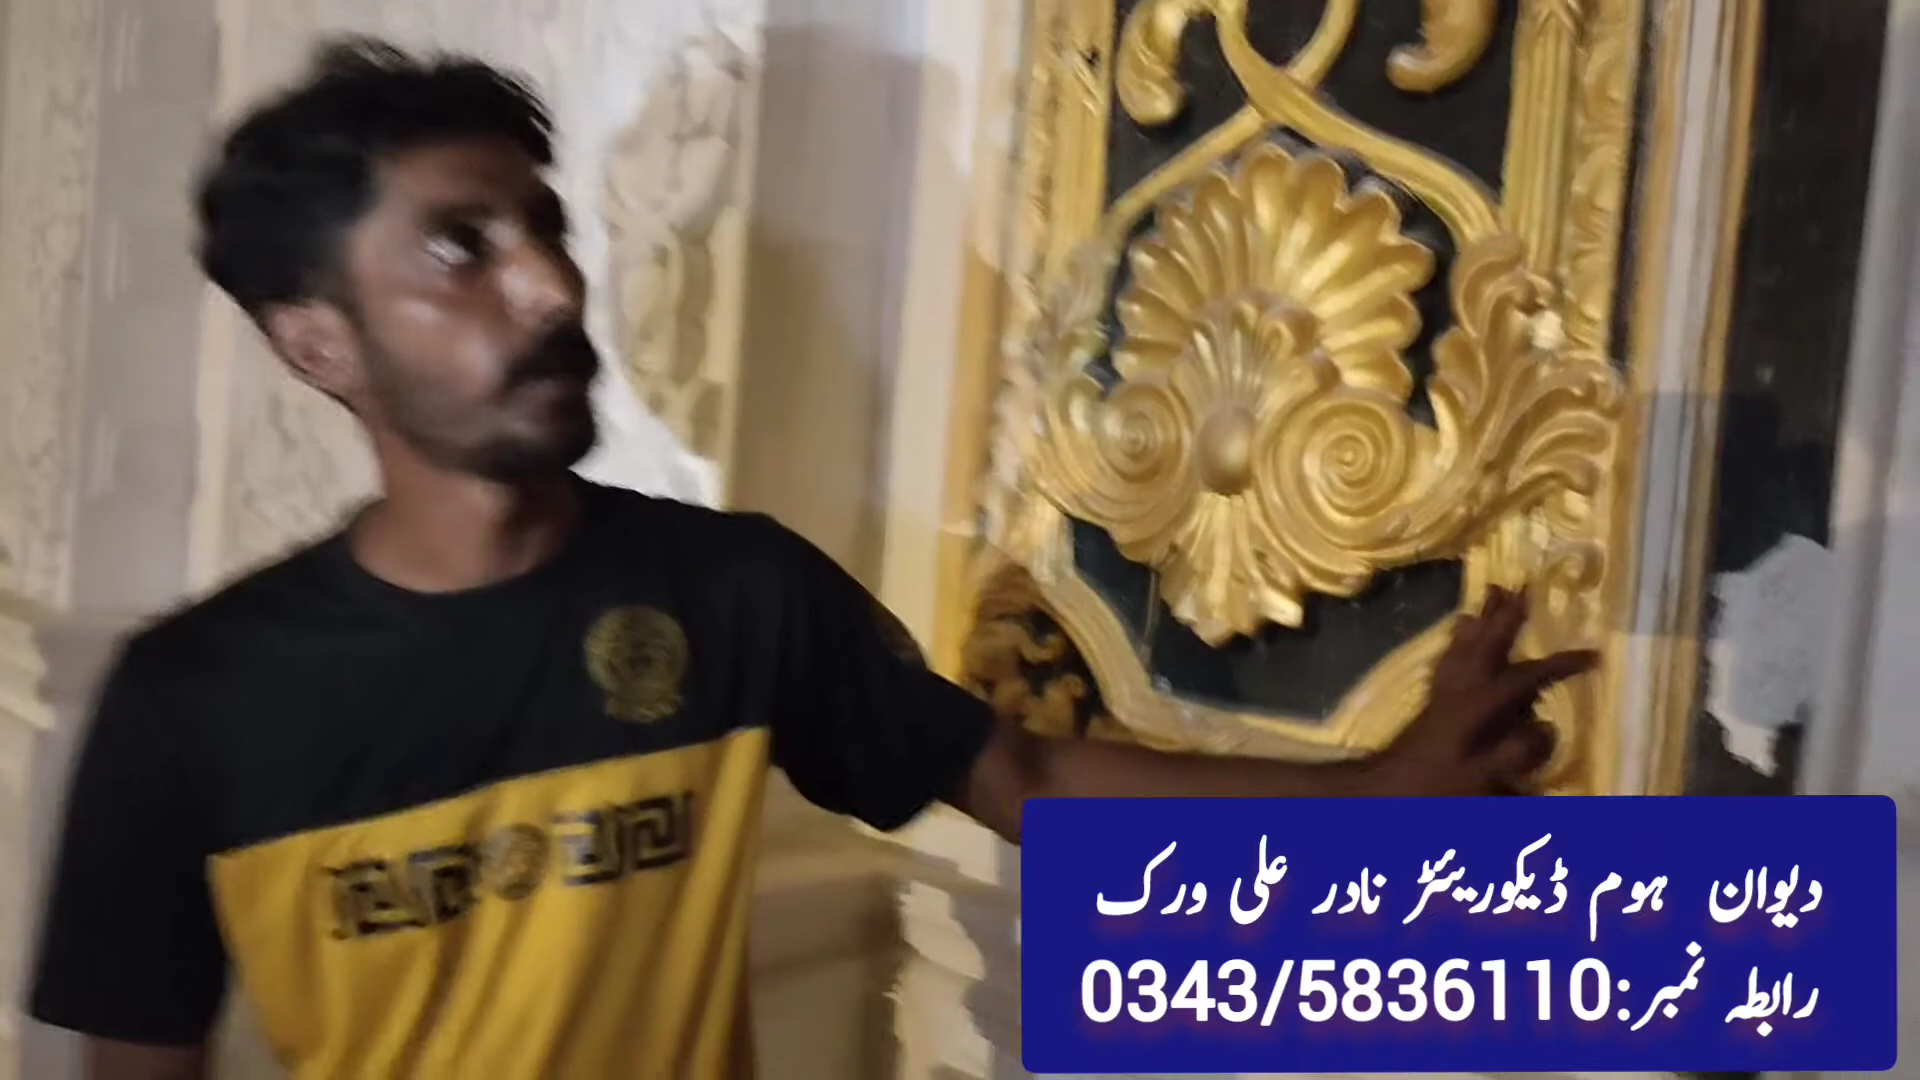 دیوان ہوم ڈیکوریٹر نادر علی ورک
رابطہ نمبر:0343/5836110